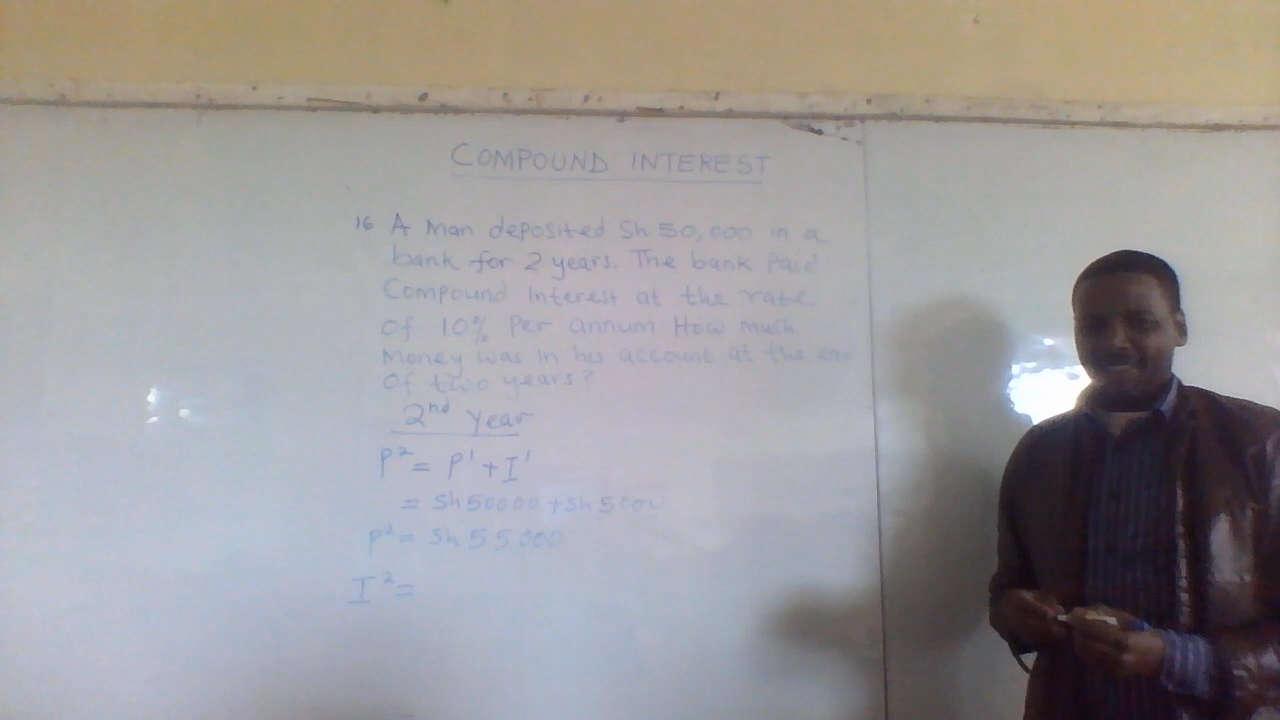 COMPOUND INTEREST
16 A man deposited Sh 50,000 in a
bank for 2 years. The bank Paid
Compound Interest at the rate
Of 10% Per annum How much
Money was in his account at the end
Of two years?
2nd Year
P² = P¹ + I¹
= Sh 50000 + Sh 5000
P² = Sh 55000
I² =